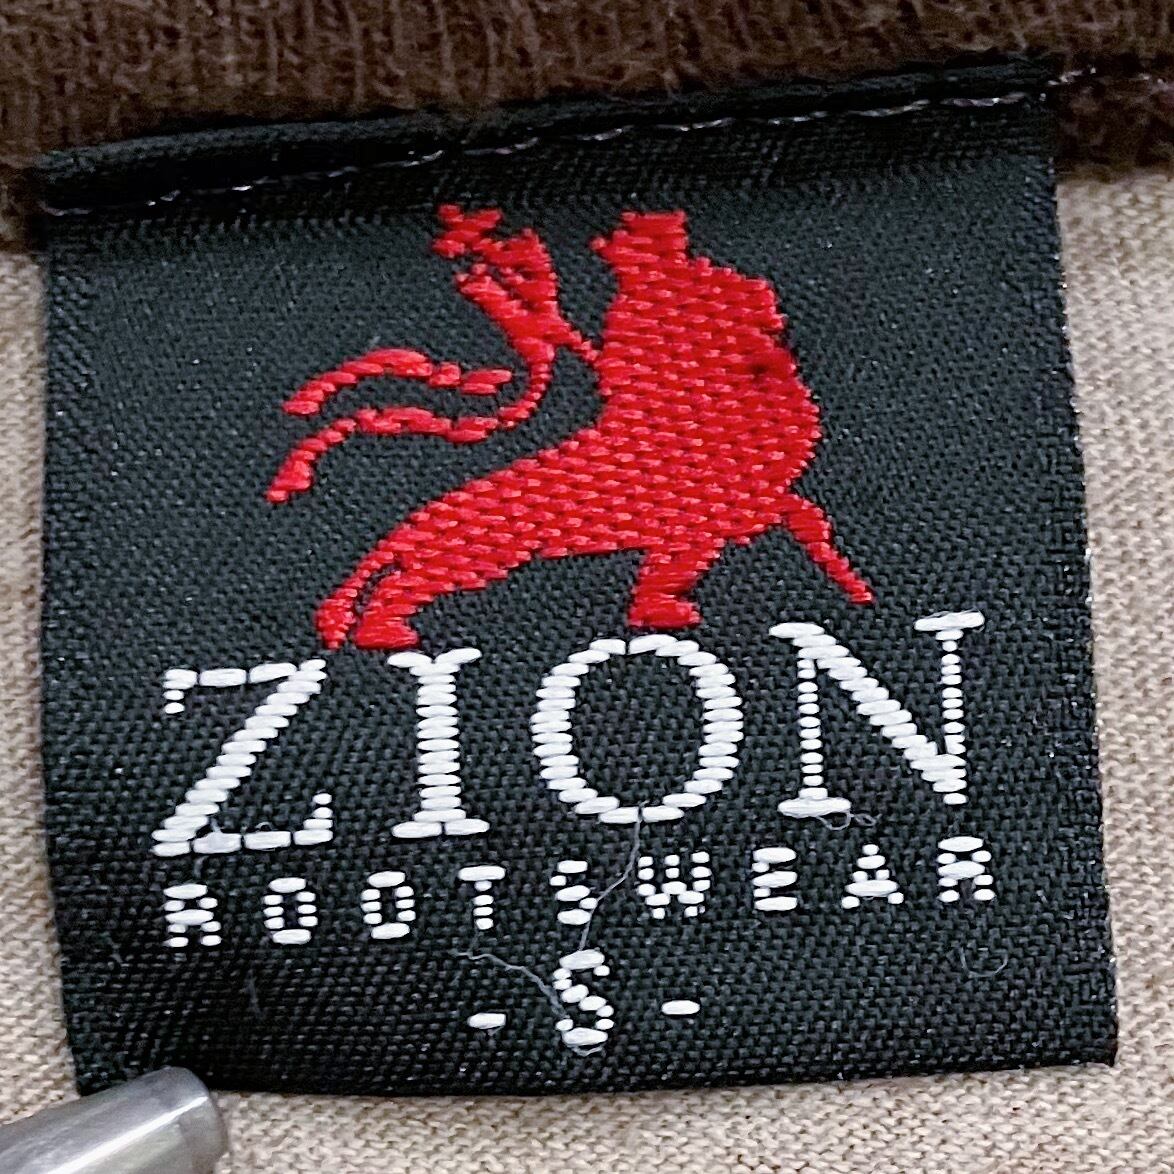 ZION
ROOTSWEAR
- S -